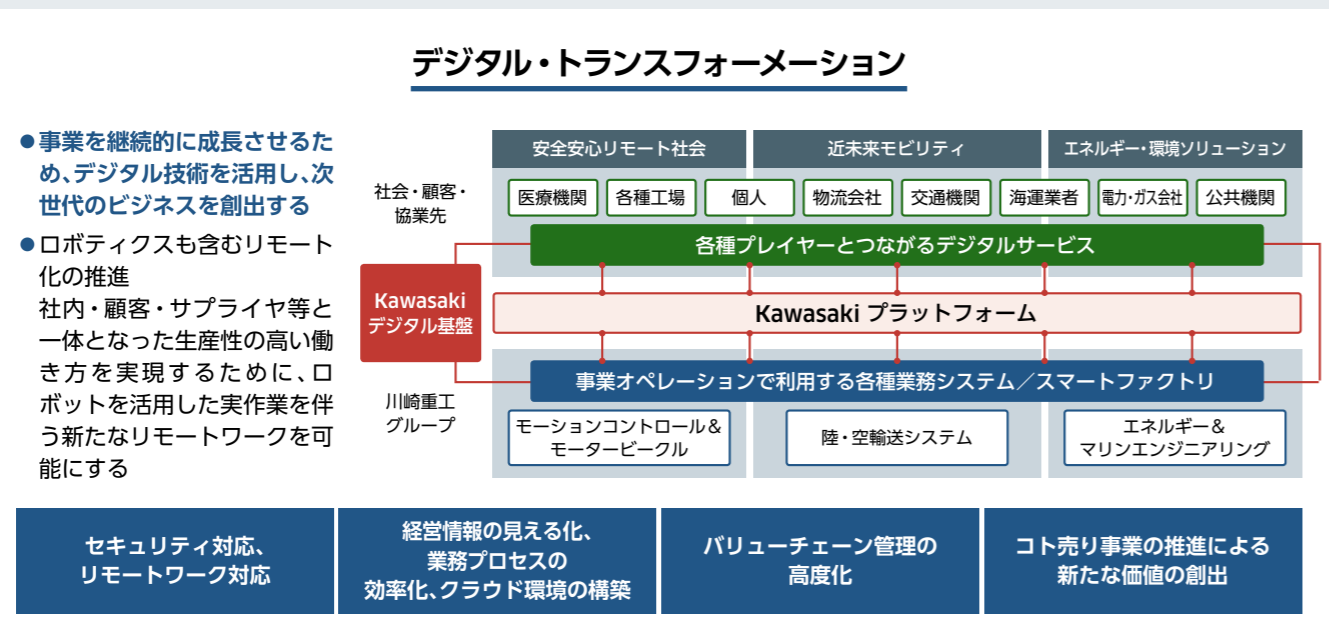 デジタル・トランスフォーメーション
●事業を継続的に成長させるた
め、デジタル技術を活用し、次
世代のビジネスを創出する
●ロボティクスも含むリモート
化の推進
社内・顧客・サプライヤ等と
一体となった生産性の高い働
き方を実現するために、ロ
ボットを活用した実作業を伴
う新たなリモートワークを可
能にする
安全安心リモート社会
近未来モビリティ
エネルギー・環境ソリューション
社会・顧客・
協業先
医療機関
各種工場
個人
物流会社
交通機関
海運業者
電力・ガス会社
公共機関
各種プレイヤーとつながるデジタルサービス
Kawasaki
デジタル基盤
Kawasaki プラットフォーム
事業オペレーションで利用する各種業務システム／スマートファクトリ
川崎重工
グループ
モーションコントロール＆
モータービークル
陸・空輸送システム
エネルギー＆
マリンエンジニアリング
セキュリティ対応、
リモートワーク対応
経営情報の見える化、
業務プロセスの
効率化、クラウド環境の構築
バリューチェーン管理の
高度化
コト売り事業の推進による
新たな価値の創出